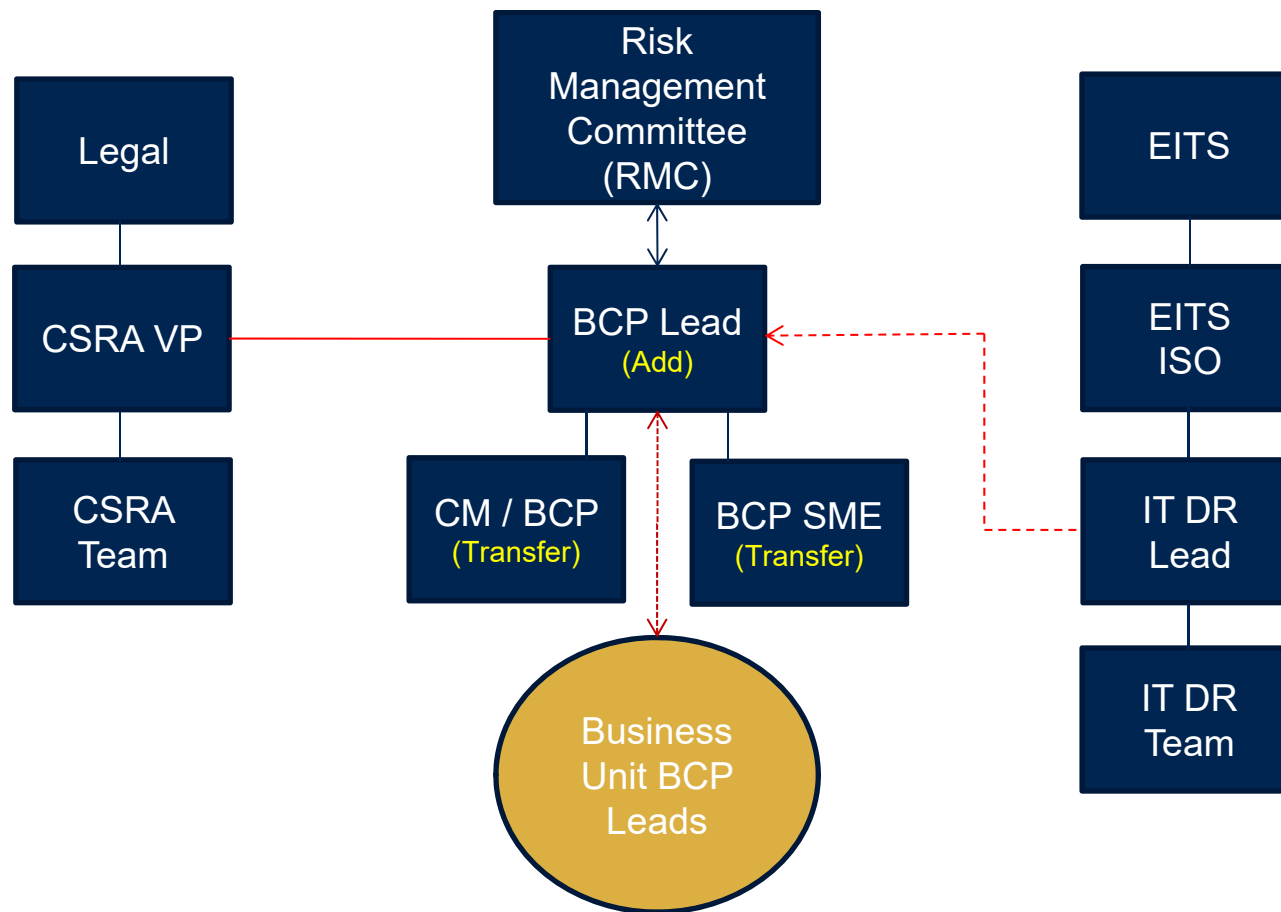 Risk
Management
Committee
(RMC)
Legal
EITS
CSRA VP
BCP Lead
(Add)
EITS
ISO
CSRA
Team
CM / BCP
(Transfer)
BCP SME
(Transfer)
IT DR
Lead
Business
Unit BCP
Leads
IT DR
Team